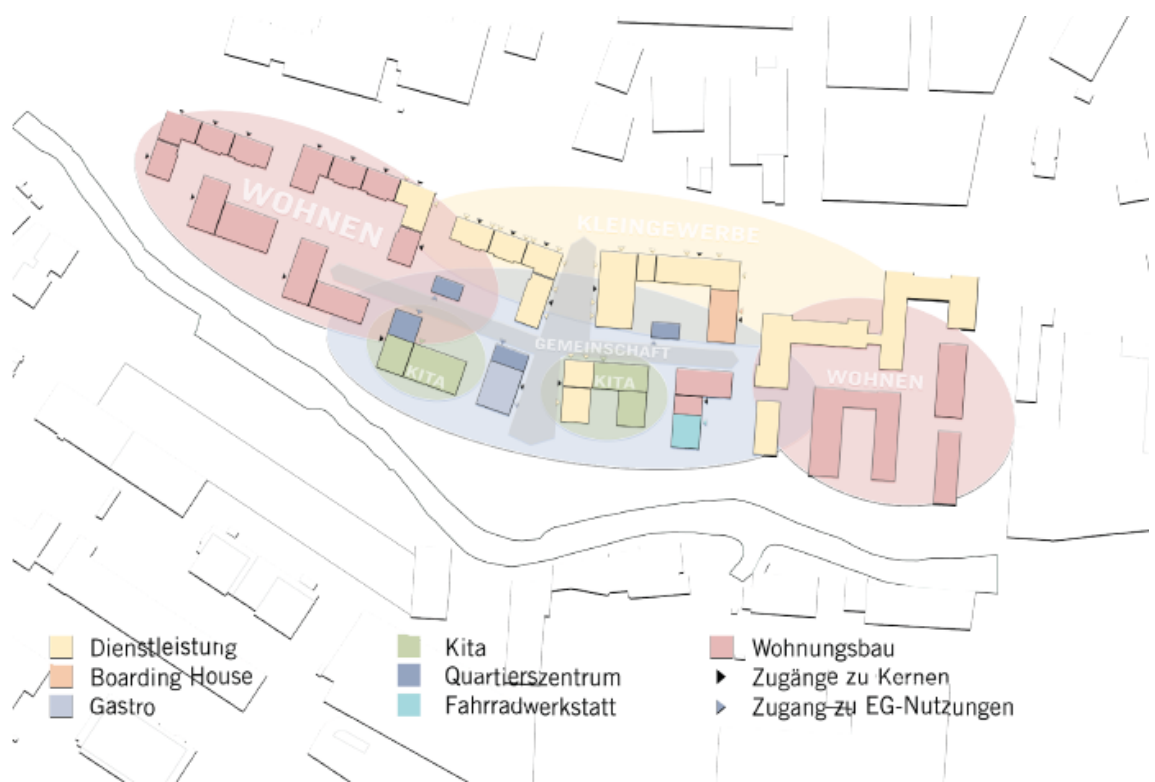 WOHNEN
KLEINGEWERBE
GEMEINSCHAFT
KITA
KITA
WOHNEN
Dienstleistung
Boarding House
Gastro
Kita
Quartierszentrum
Fahrradwerkstatt
Wohnungsbau
Zugänge zu Kernen
Zugang zu EG-Nutzungen